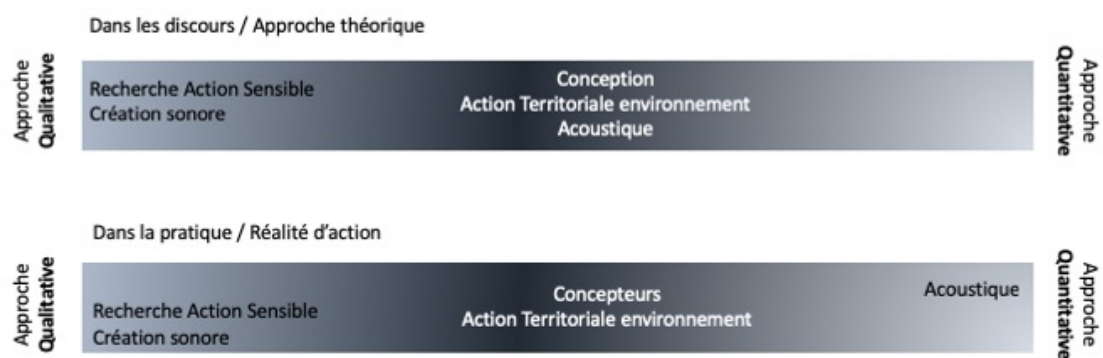 Dans les discours / Approche théorique
Approche
Qualitative
Recherche Action Sensible
Création sonore
Conception
Action Territoriale environnement
Acoustique
Approche
Quantitative
Dans la pratique / Réalité d'action
Approche
Qualitative
Recherche Action Sensible
Création sonore
Concepteurs
Action Territoriale environnement
Acoustique
Approche
Quantitative